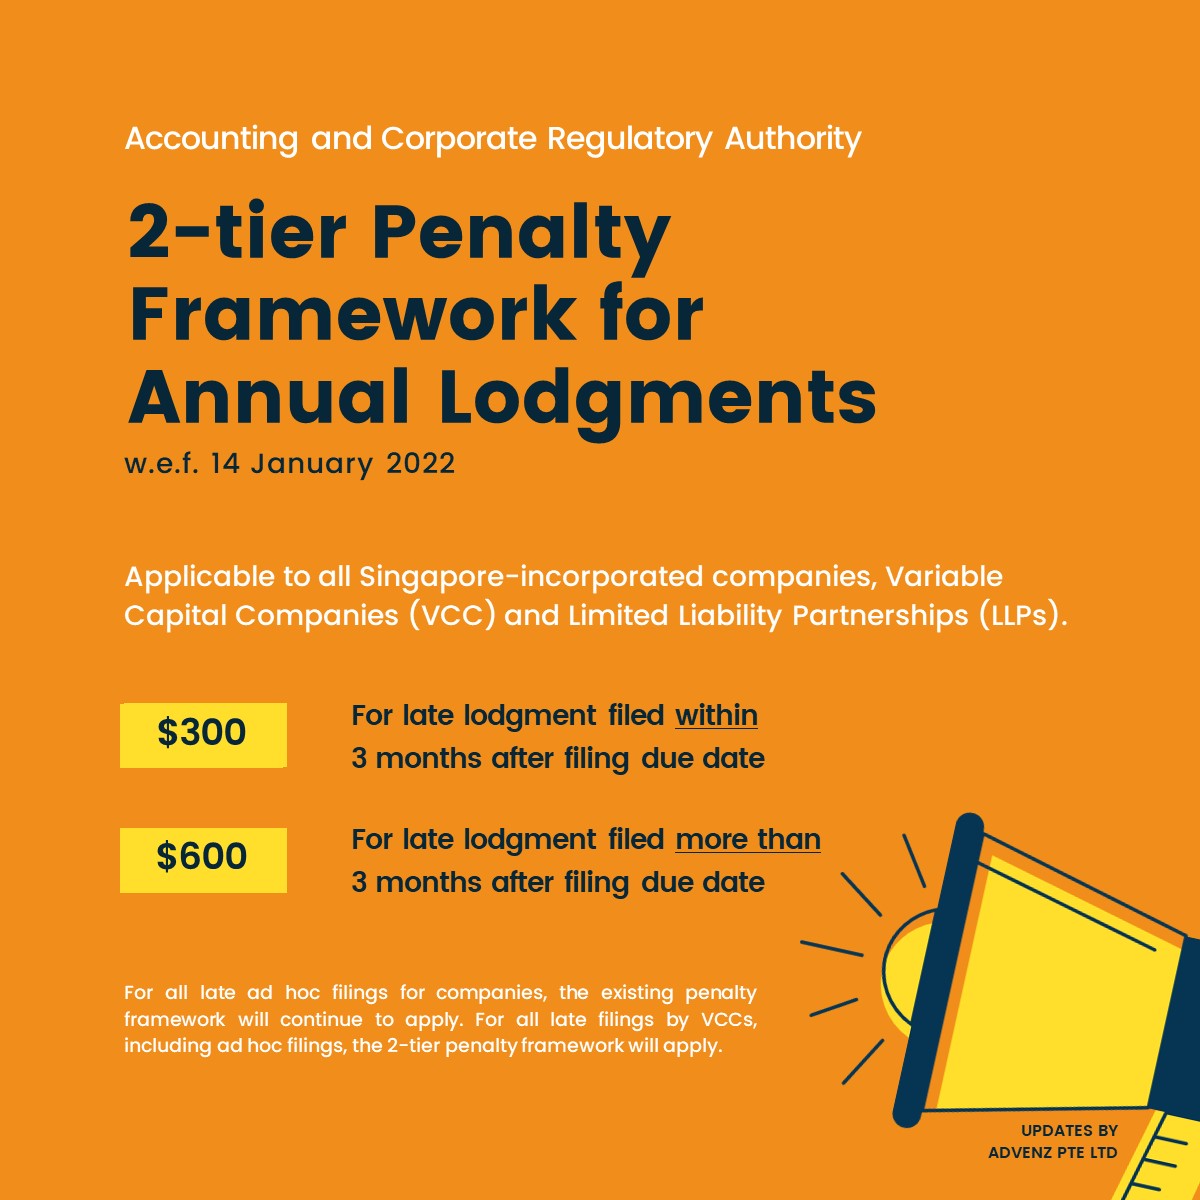 Accounting and Corporate Regulatory Authority
2-tier Penalty
Framework for
Annual Lodgments
w.e.f. 14 January 2022
Applicable to all Singapore-incorporated companies, Variable
Capital Companies (VCC) and Limited Liability Partnerships (LLPs).
$300
For late lodgment filed within
3 months after filing due date
$600
For late lodgment filed more than
3 months after filing due date
For all late ad hoc filings for companies, the existing penalty
framework will continue to apply. For all late filings by VCCs,
including ad hoc filings, the 2-tier penalty framework will apply.
UPDATES BY
ADVENZ PTE LTD